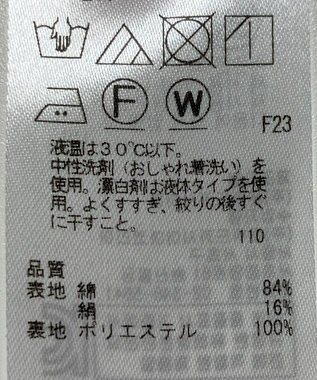 F W
F23
液温は30℃以下。
中性洗剤（おしゃれ着洗い）を
使用。漂白剤は液体タイプを使
用。よくすすぎ、絞りの後すぐ
に干すこと。
110
品質
表地 綿 84%
絹 16%
裏地 ポリエステル 100%